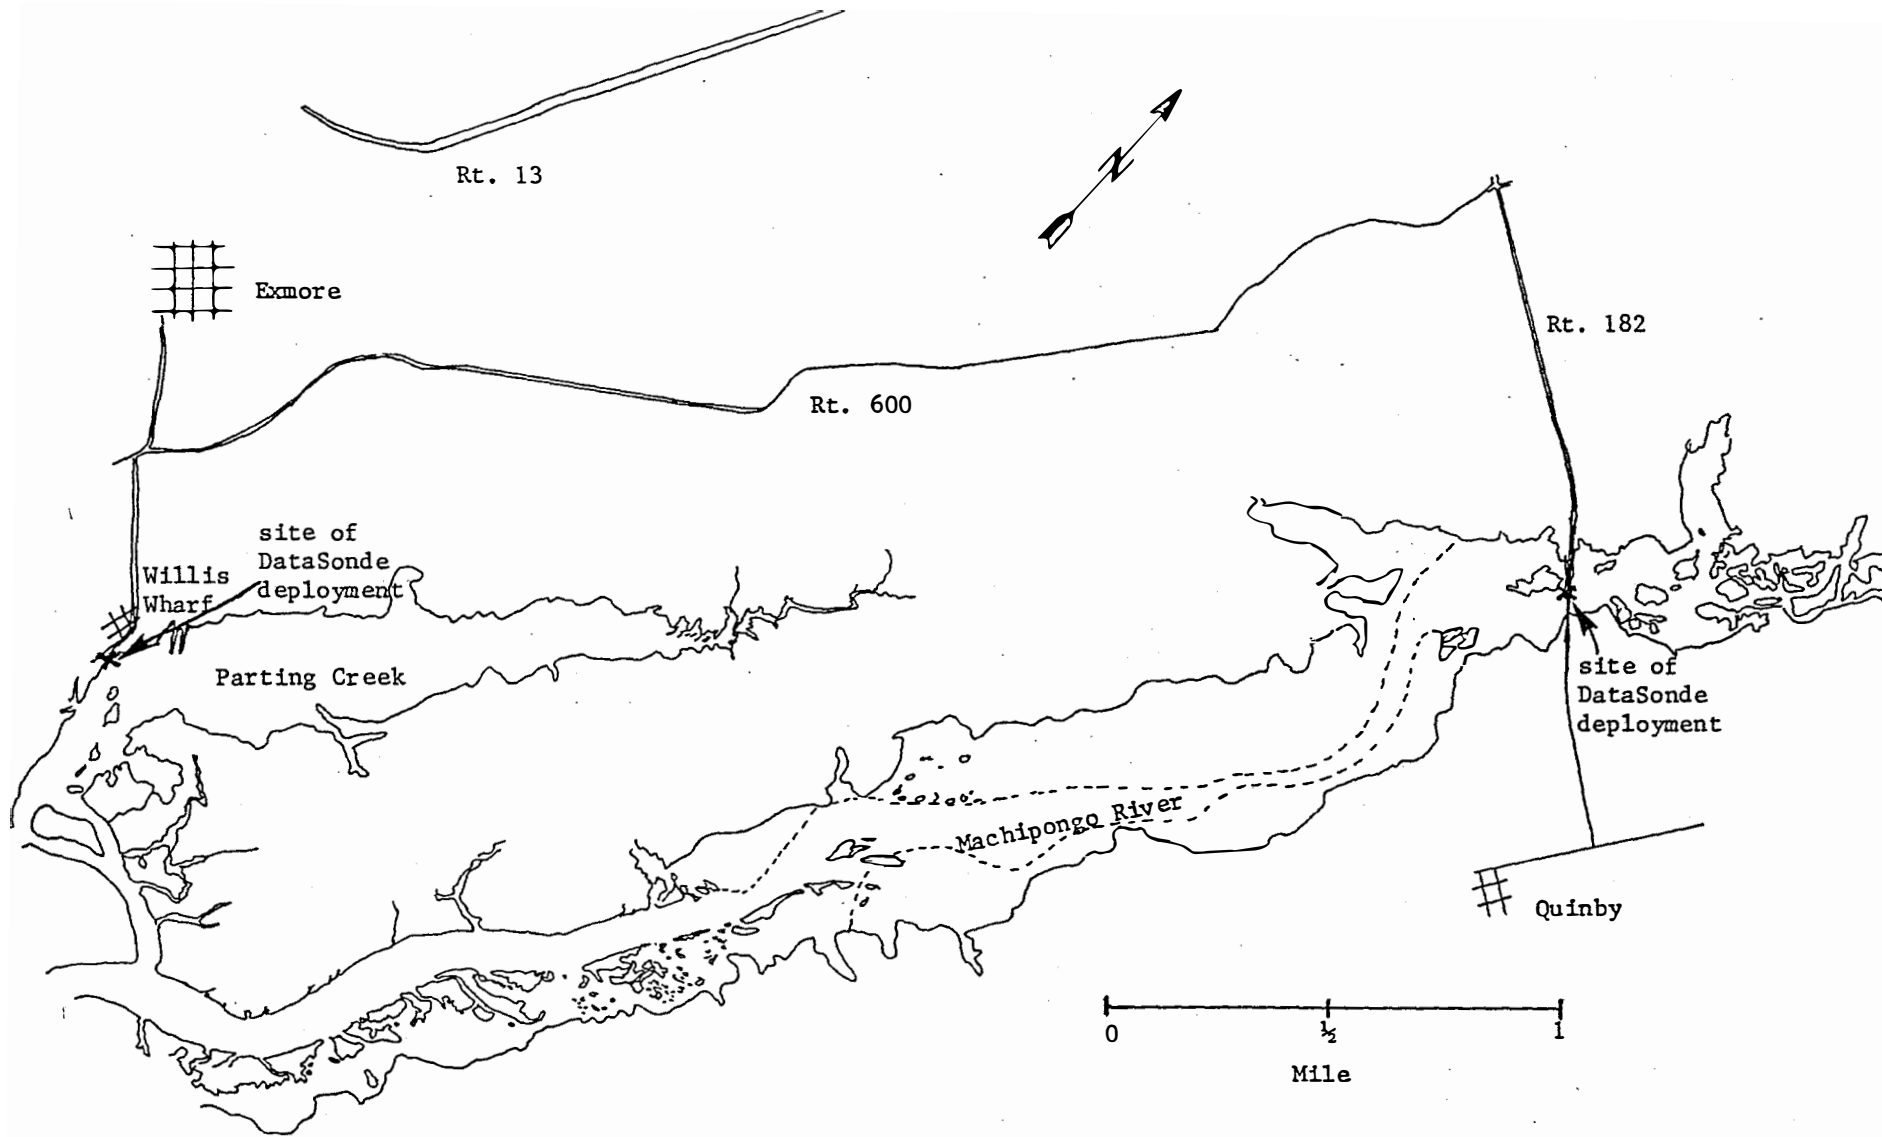 Rt. 13
N
Exmore
Rt. 182
Rt. 600
site of
DataSonde
deployment
Willis
Wharf
Parting Creek
site of
DataSonde
deployment
Machipongo River
Quinby
0
½
1
Mile